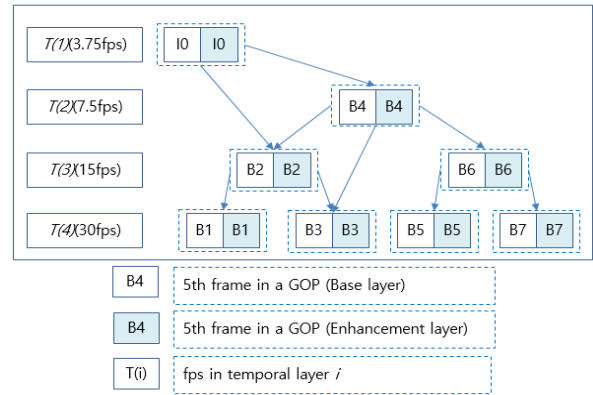 T(1)(3.75fps) I0 I0
T(2)(7.5fps) B4 B4
T(3)(15fps) B2 B2 B6 B6
T(4)(30fps) B1 B1 B3 B3 B5 B5 B7 B7
B4 5th frame in a GOP (Base layer)
B4 5th frame in a GOP (Enhancement layer)
T(i) fps in temporal layer i